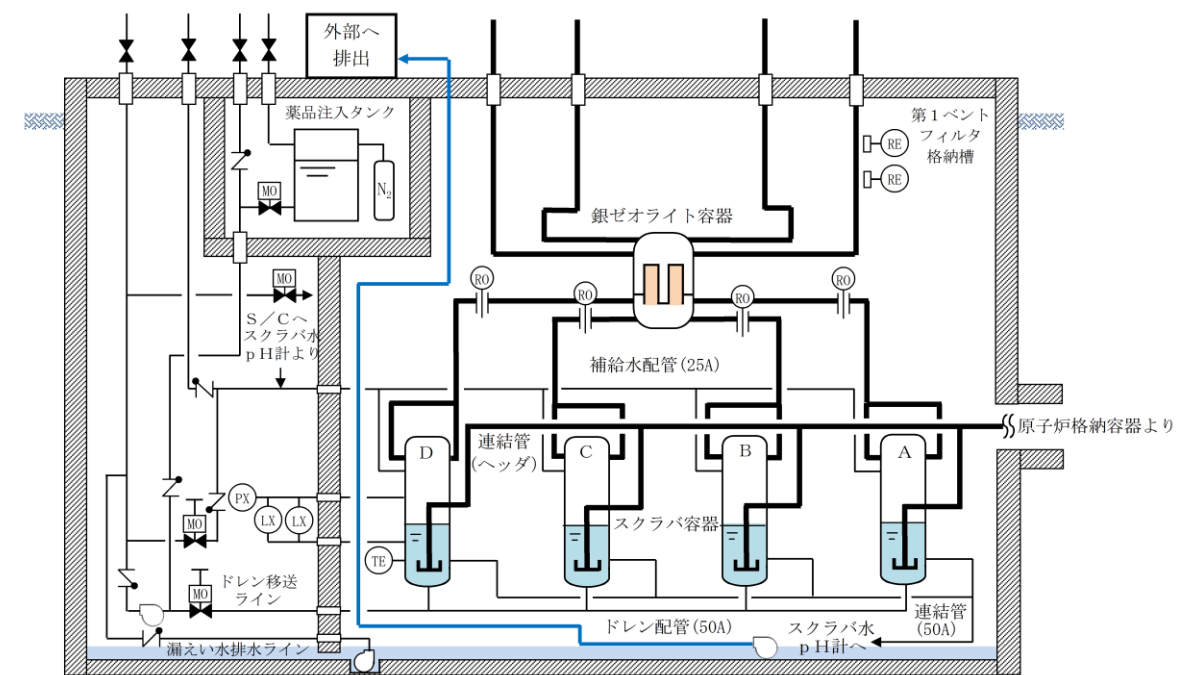 外部へ
排出
薬品注入タンク
MO
N2
第1ベント
フィルタ
格納槽
RE
RE
銀ゼオライト容器
MO
S/Cへ
スクラバ水
pH計より
RO
RO
RO
RO
補給水配管(25A)
連結管
(ヘッダ)
原子炉格納容器より
D
C
B
A
PX
LX
LX
MO
スクラバ容器
TE
MO
ドレン移送
ライン
ドレン配管(50A)
スクラバ水
pH計へ
連結管
(50A)
漏えい水排水ライン